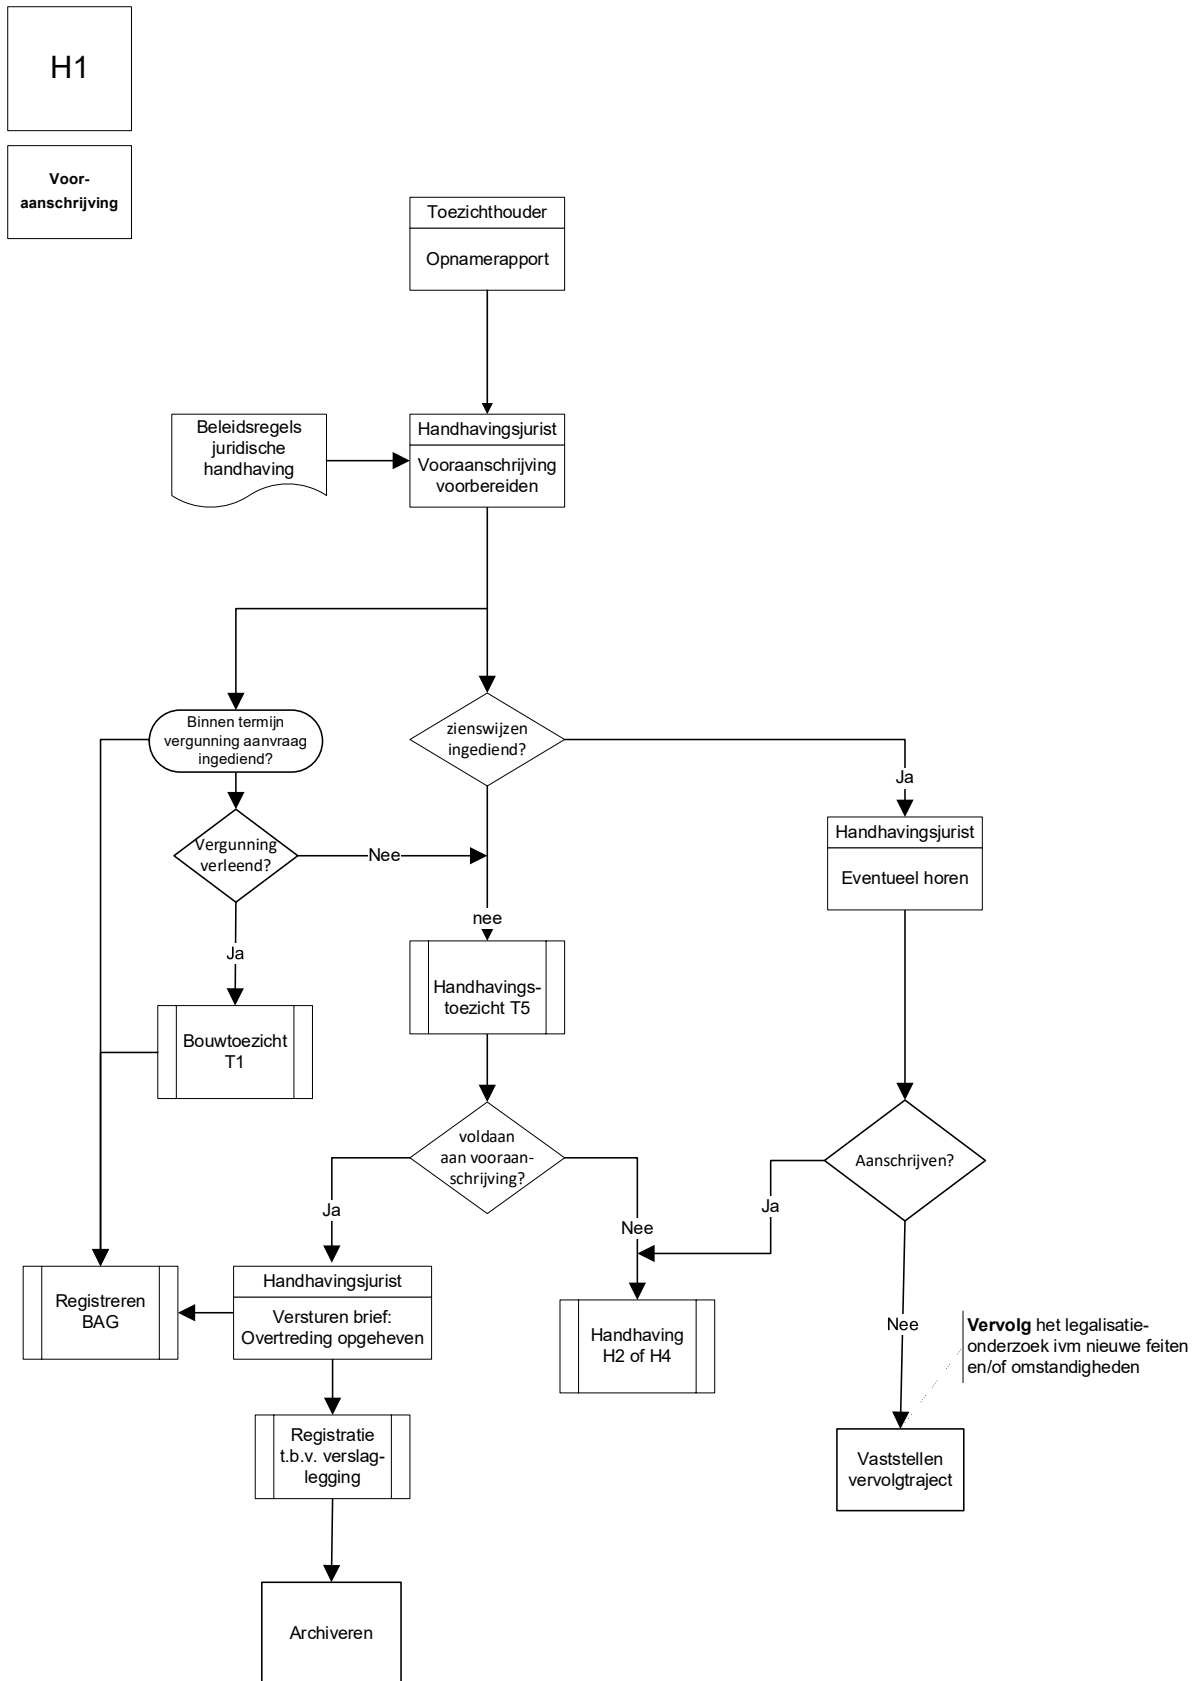 H1
Voor-
aanschrijving
Toezichthouder
Opnamerapport
Beleidsregels
juridische
handhaving
Handhavingsjurist
Vooraanschrijving
voorbereiden
Binnen termijn
vergunning aanvraag
ingediend?
zienswijzen
ingediend?
Ja
Handhavingsjurist
Eventueel horen
Vergunning
verleend?
Nee
nee
Ja
Handhavings-
toezicht T5
Bouwtoezicht
T1
voldaan
aan vooraan-
schrijving?
Aanschrijven?
Ja
Nee
Ja
Registreren
BAG
Handhavingsjurist
Versturen brief:
Overtreding opgeheven
Handhaving
H2 of H4
Nee
Vervolg het legalisatie-
onderzoek ivm nieuwe feiten
en/of omstandigheden
Registratie
t.b.v. verslag-
legging
Vaststellen
vervolgtraject
Archiveren